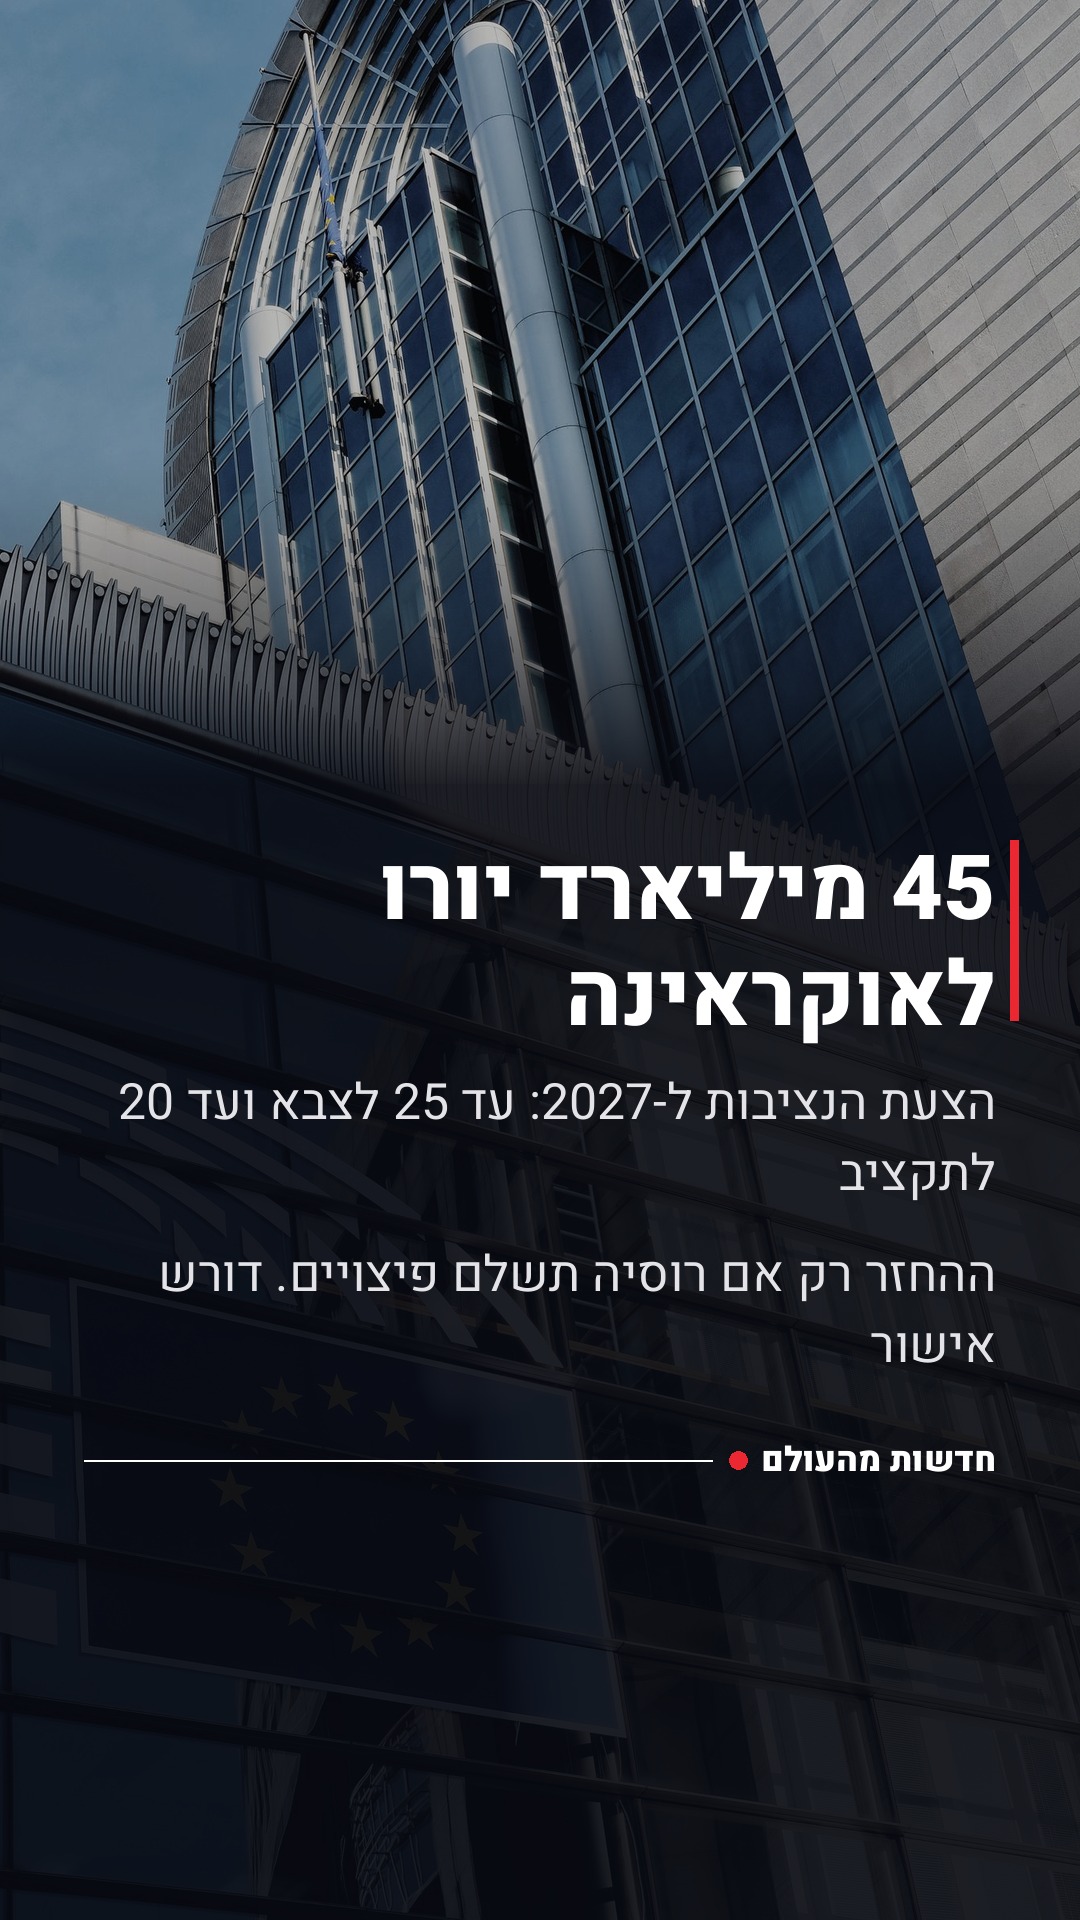 45 מיליארד יורו
לאוקראינה
הצעת הנציבות ל-2027: עד 25 לצבא ועד 20
לתקציב
ההחזר רק אם רוסיה תשלם פיצויים. דורש
אישור
חדשות מהעולם